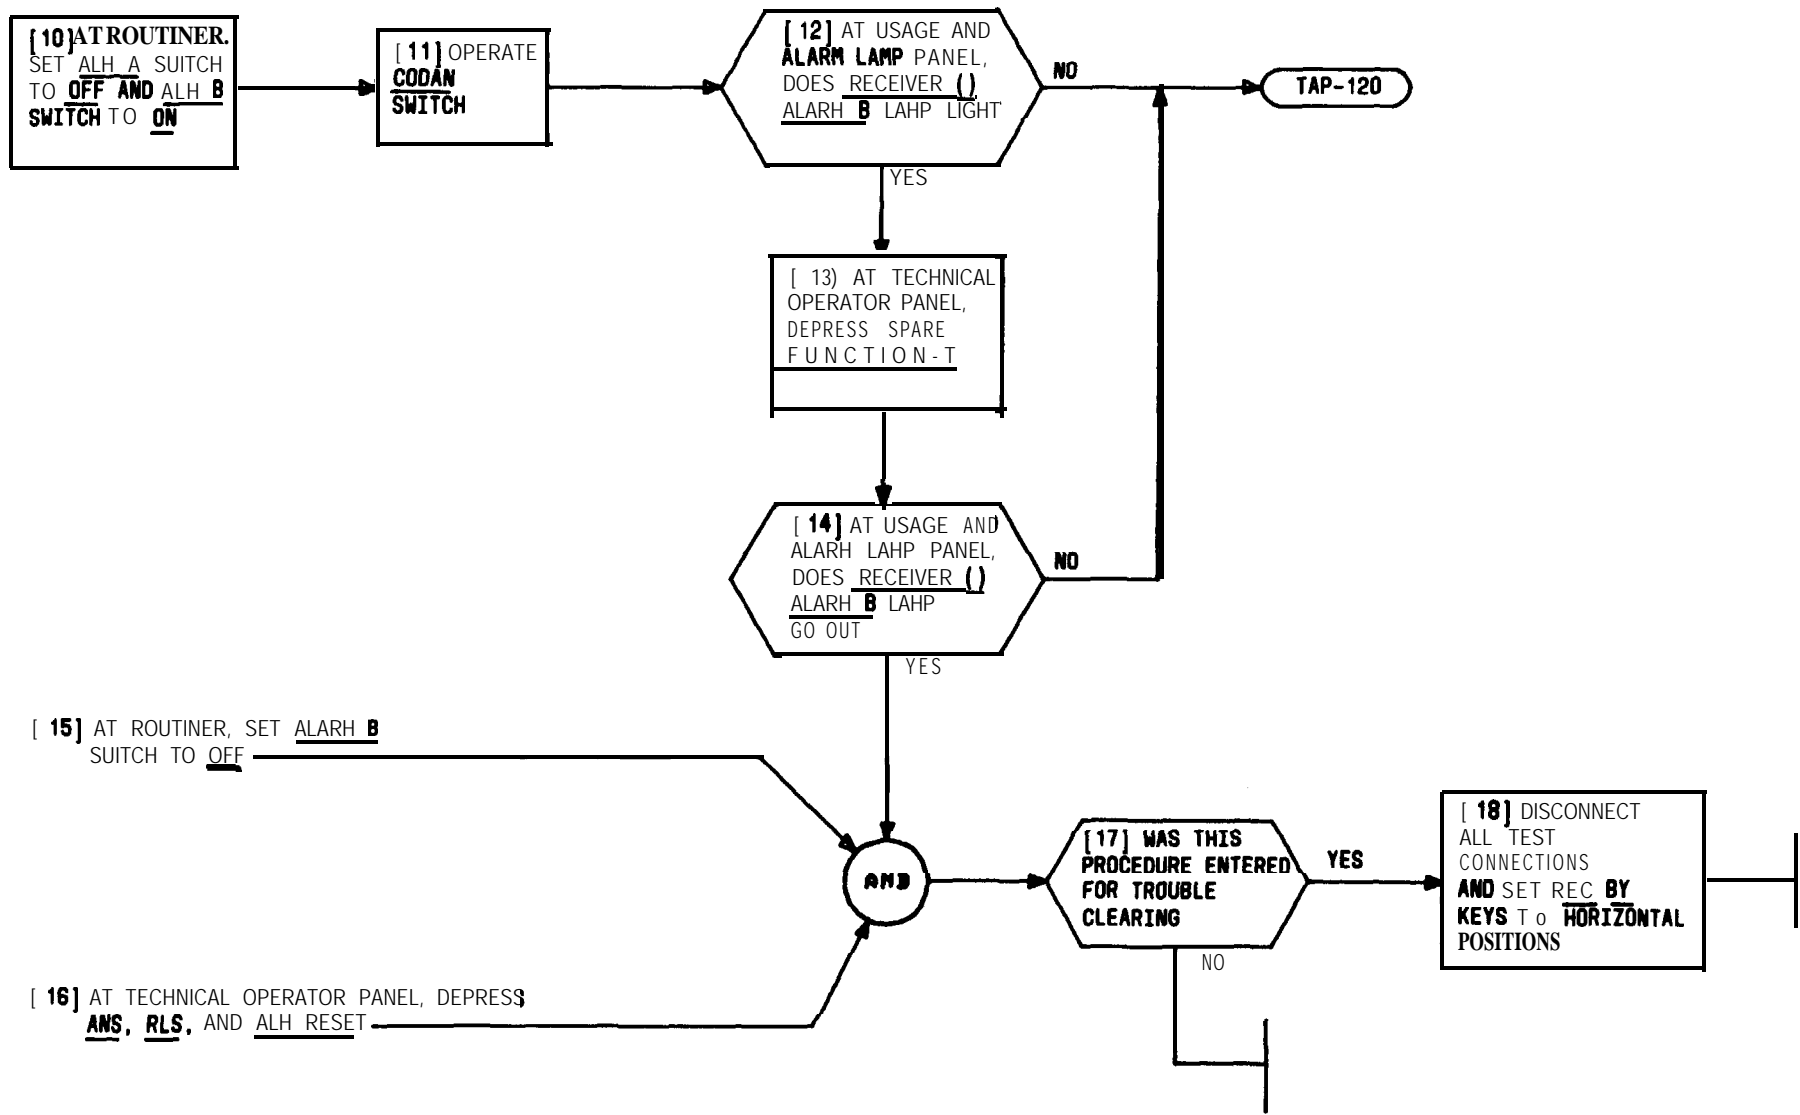 [10] AT ROUTINER.
SET ALH A SUITCH
TO OFF AND ALH B
SWITCH TO ON
[11] OPERATE
CODAN
SWITCH
[12] AT USAGE AND
ALARM LAMP PANEL,
DOES RECEIVER ()
ALARH B LAHP LIGHT
NO
TAP-120
YES
[ 13) AT TECHNICAL
OPERATOR PANEL,
DEPRESS SPARE
FUNCTION-T
[ 14] AT USAGE AND
ALARH LAHP PANEL,
DOES RECEIVER ()
ALARH B LAHP
GO OUT
NO
YES
[ 15] AT ROUTINER, SET ALARH B
SUITCH TO OFF
AND
[17] WAS THIS
PROCEDURE ENTERED
FOR TROUBLE
CLEARING
YES
NO
[ 18] DISCONNECT
ALL TEST
CONNECTIONS
AND SET REC BY
KEYS To HORIZONTAL
POSITIONS
[ 16] AT TECHNICAL OPERATOR PANEL, DEPRESS
ANS, RLS, AND ALH RESET